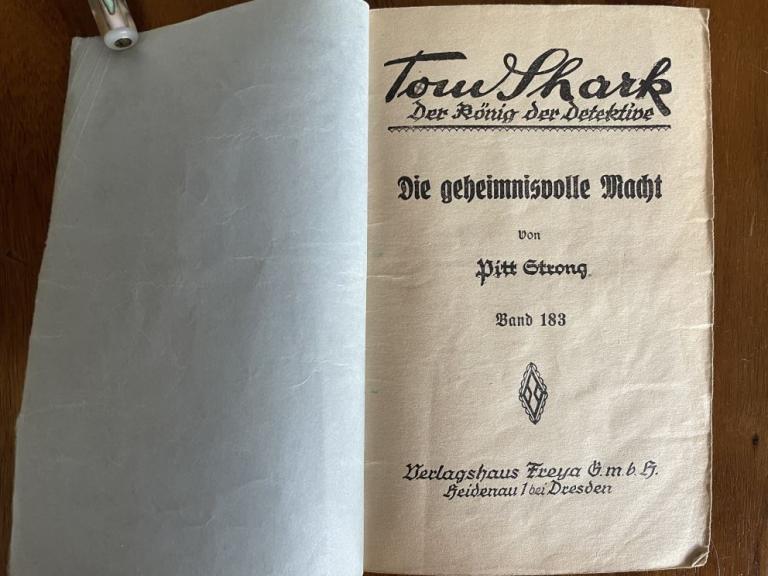 Tom Shark
Der König der Detektive
Die geheimnisvolle Macht
von
Pitt Strong
Band 183
Verlagshaus Freya G.m.b.H.
Heidenau 1 bei Dresden